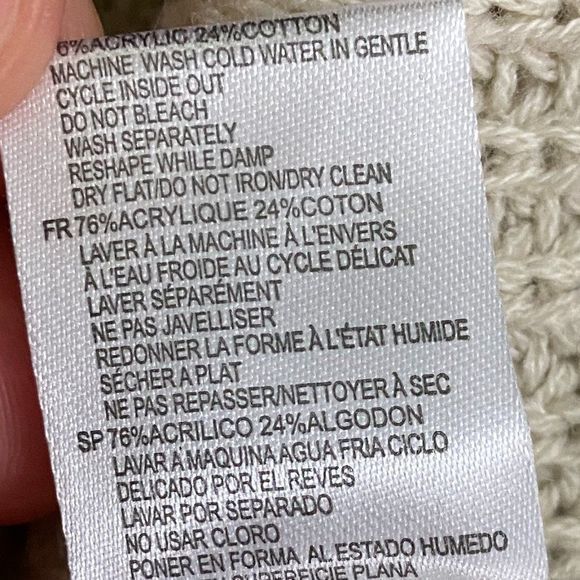 6%ACRYLIC 24%COTTON
MACHINE WASH COLD WATER IN GENTLE
CYCLE INSIDE OUT
DO NOT BLEACH
WASH SEPARATELY
RESHAPE WHILE DAMP
DRY FLAT/DO NOT IRON/DRY CLEAN
FR 76%ACRYLIQUE 24%COTON
LAVER À LA MACHINE À L'ENVERS
À L'EAU FROIDE AU CYCLE DÉLICAT
LAVER SÉPARÉMENT
NE PAS JAVELLISER
REDONNER LA FORME À L'ÉTAT HUMIDE
SÉCHER A PLAT
NE PAS REPASSER/NETTOYER À SEC
SP 76%ACRILICO 24%ALGODON
LAVAR A MAQUINA AGUA FRIA CICLO
DELICADO POR EL REVES
LAVAR POR SEPARADO
NO USAR CLORO
PONER EN FORMA AL ESTADO HUMEDO
SUPERFICIE PLANA